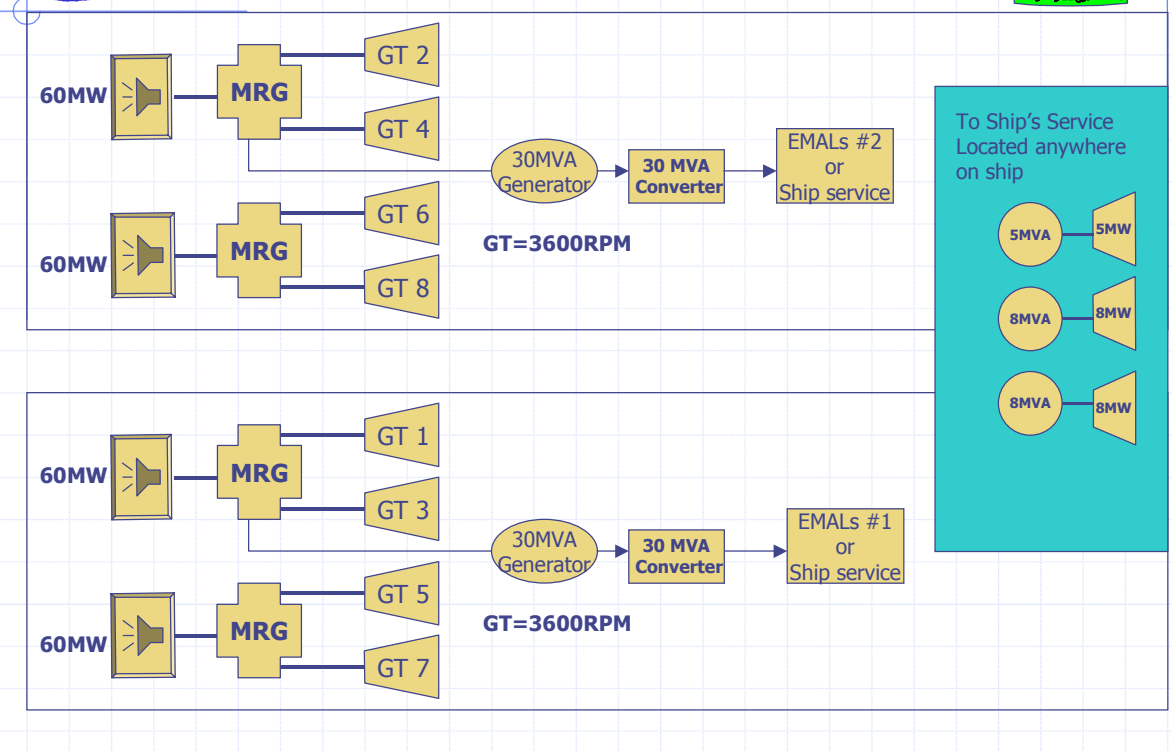 GT 2
60MW
MRG
GT 4
30MVA
Generator
30 MVA
Converter
EMALs #2
or
Ship service
GT 6
GT=3600RPM
60MW
MRG
GT 8
To Ship's Service
Located anywhere
on ship
5MVA
5MW
8MVA
8MW
8MVA
8MW
GT 1
60MW
MRG
GT 3
30MVA
Generator
30 MVA
Converter
EMALs #1
or
Ship service
GT 5
GT=3600RPM
60MW
MRG
GT 7